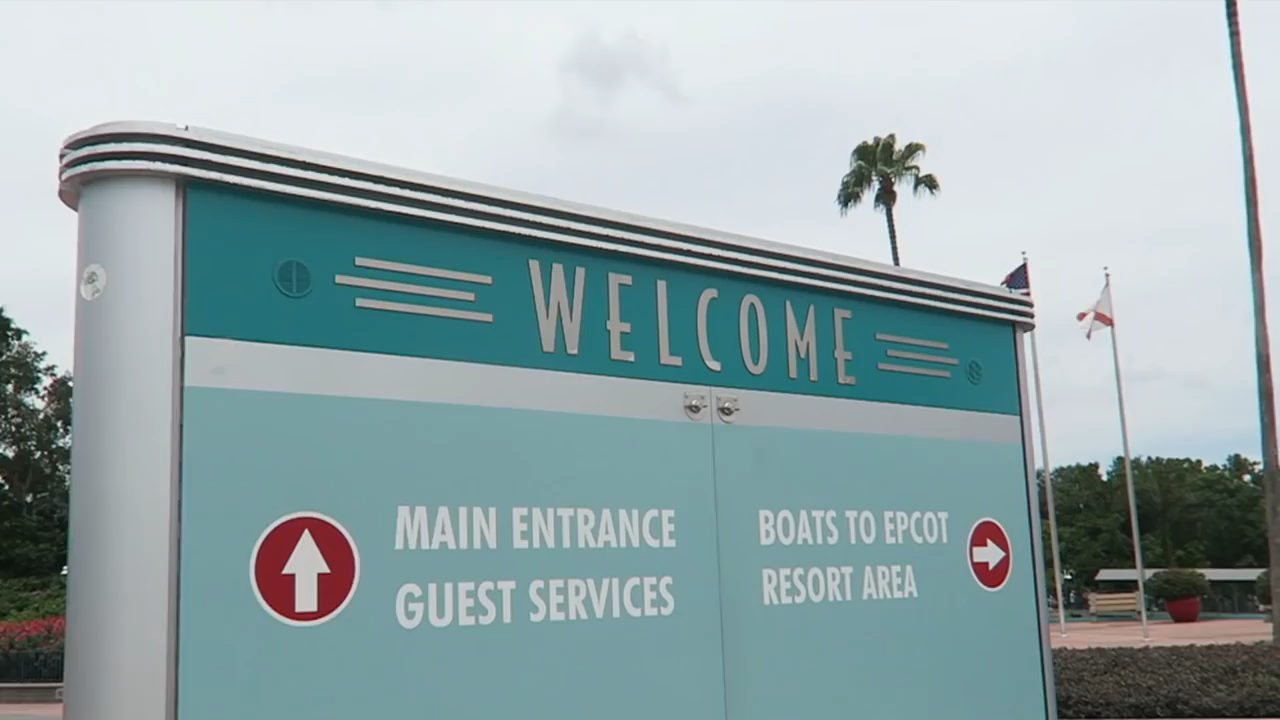 WELCOME
MAIN ENTRANCE
GUEST SERVICES
BOATS TO EPCOT
RESORT AREA